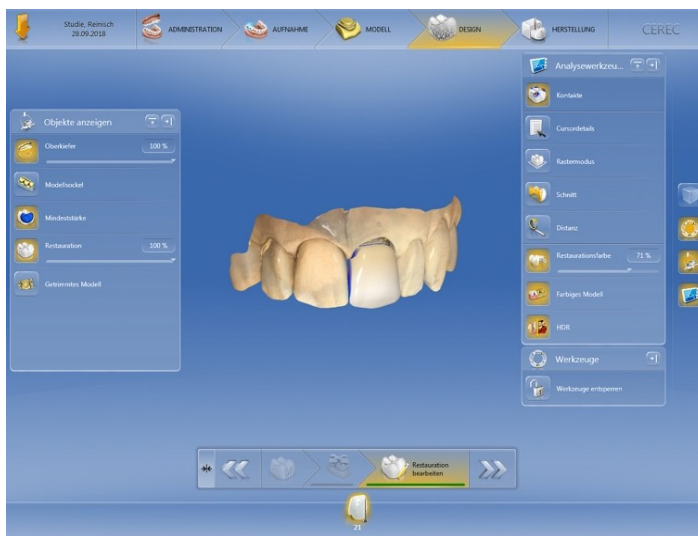 Studie, Reinisch
28.09.2018
ADMINISTRATION
AUFNAHME
MODELL
DESIGN
HERSTELLUNG
CEREC
Objekte anzeigen
Oberkiefer
100 %
Modellsockel
Mindeststärke
Restauration
100 %
Getrimmtes Modell
Analysewerkzeu...
Kontakte
Cursordetails
Rastermodus
Schnitt
Distanz
Restaurationsfarbe
71 %
Farbiges Modell
HDR
Werkzeuge
Werkzeuge entsperren
Restauration
bearbeiten
21